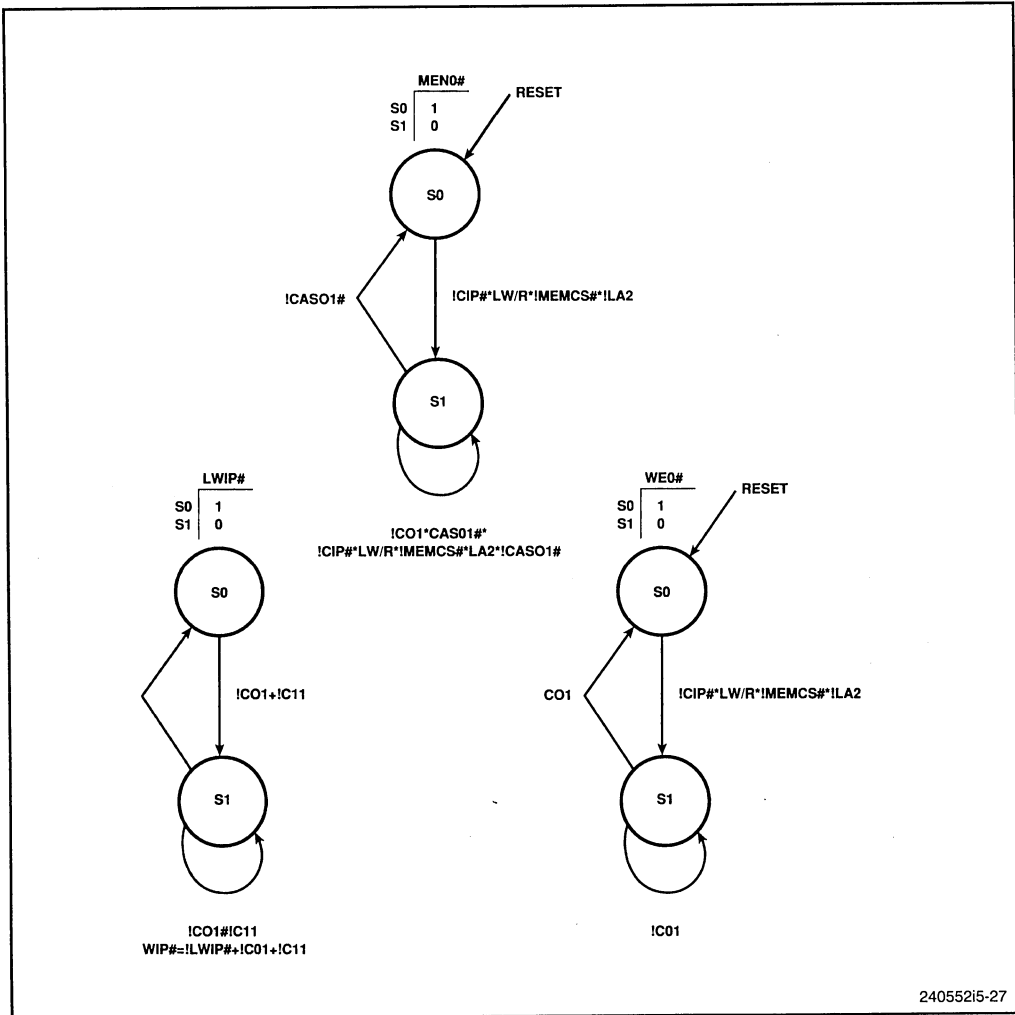 MEN0#
S0 1
S1 0
RESET
S0
!CASO1#
!CIP#*LW/R*!MEMCS#*!LA2
S1
!CO1*CAS01#*
!CIP#*LW/R*!MEMCS#*LA2*!CASO1#
LWIP#
S0 1
S1 0
S0
!CO1+!C11
S1
!CO1#!C11
WIP#=!LWIP#+!C01+!C11
WE0#
S0 1
S1 0
RESET
S0
CO1
!CIP#*LW/R*!MEMCS#*!LA2
S1
!C01
240552i5-27